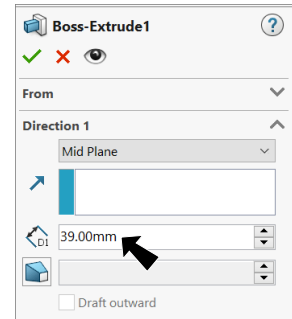 Boss-Extrude1
?
From
Direction 1
Mid Plane
D1
39.00mm
Draft outward